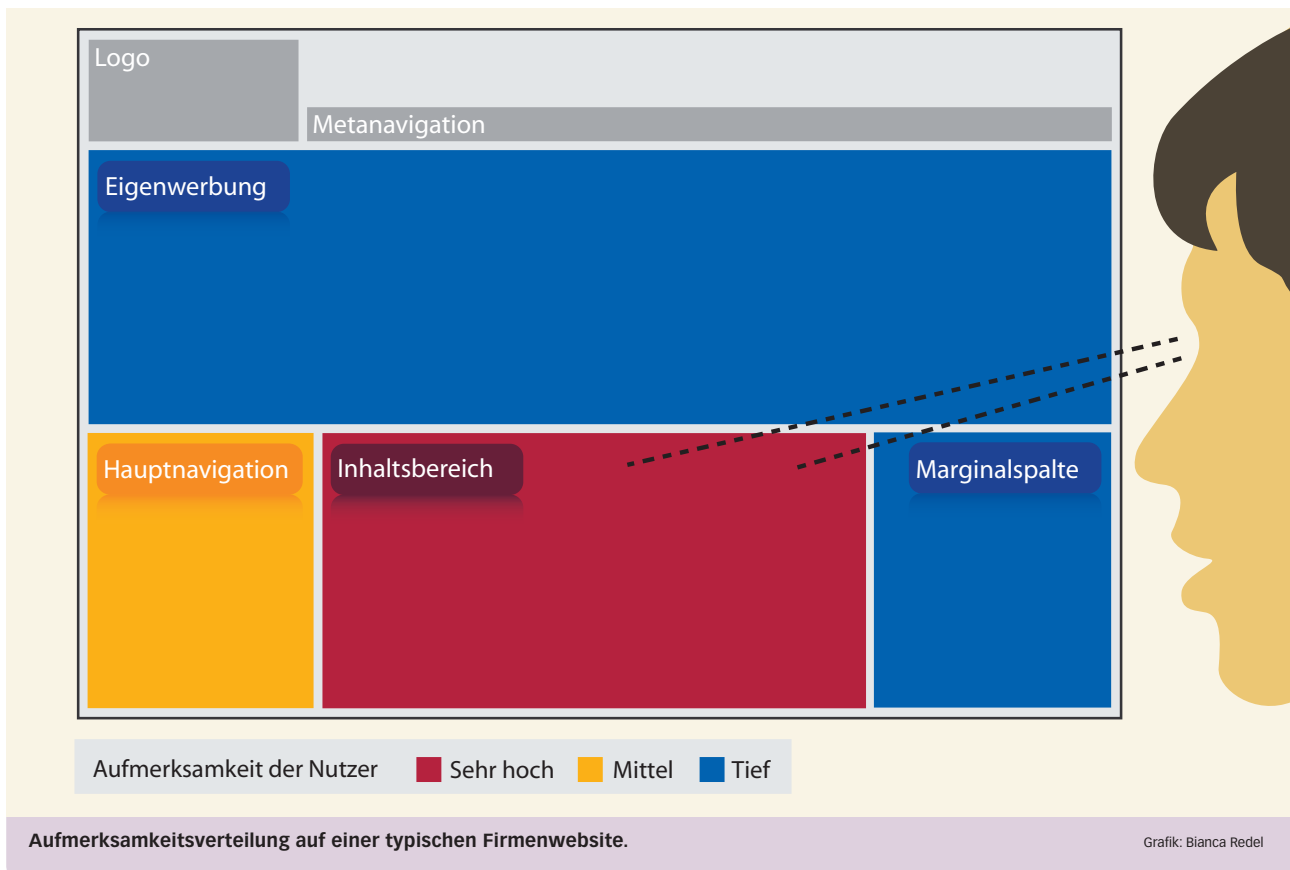 Logo
Metanavigation
Eigenwerbung
Hauptnavigation
Inhaltsbereich
Marginalspalte
Aufmerksamkeit der Nutzer Sehr hoch Mittel Tief
Aufmerksamkeitsverteilung auf einer typischen Firmenwebsite. Grafik: Bianca Redel